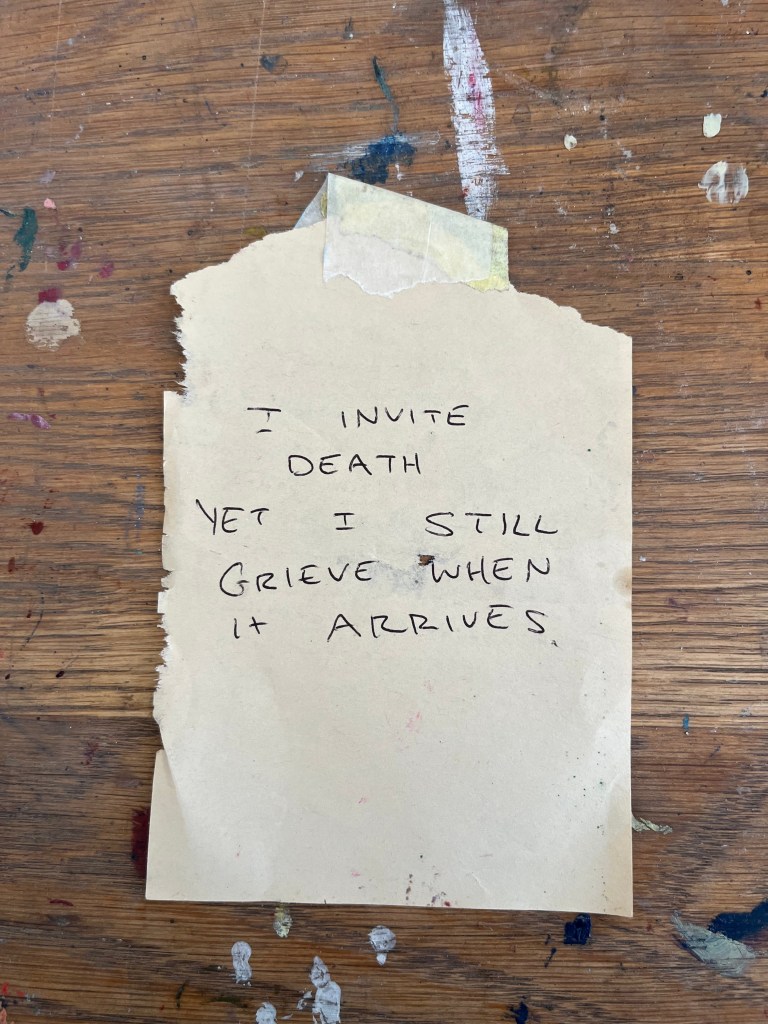 I INVITE
DEATH
YET I STILL
GRIEVE WHEN
It ARRIVES.